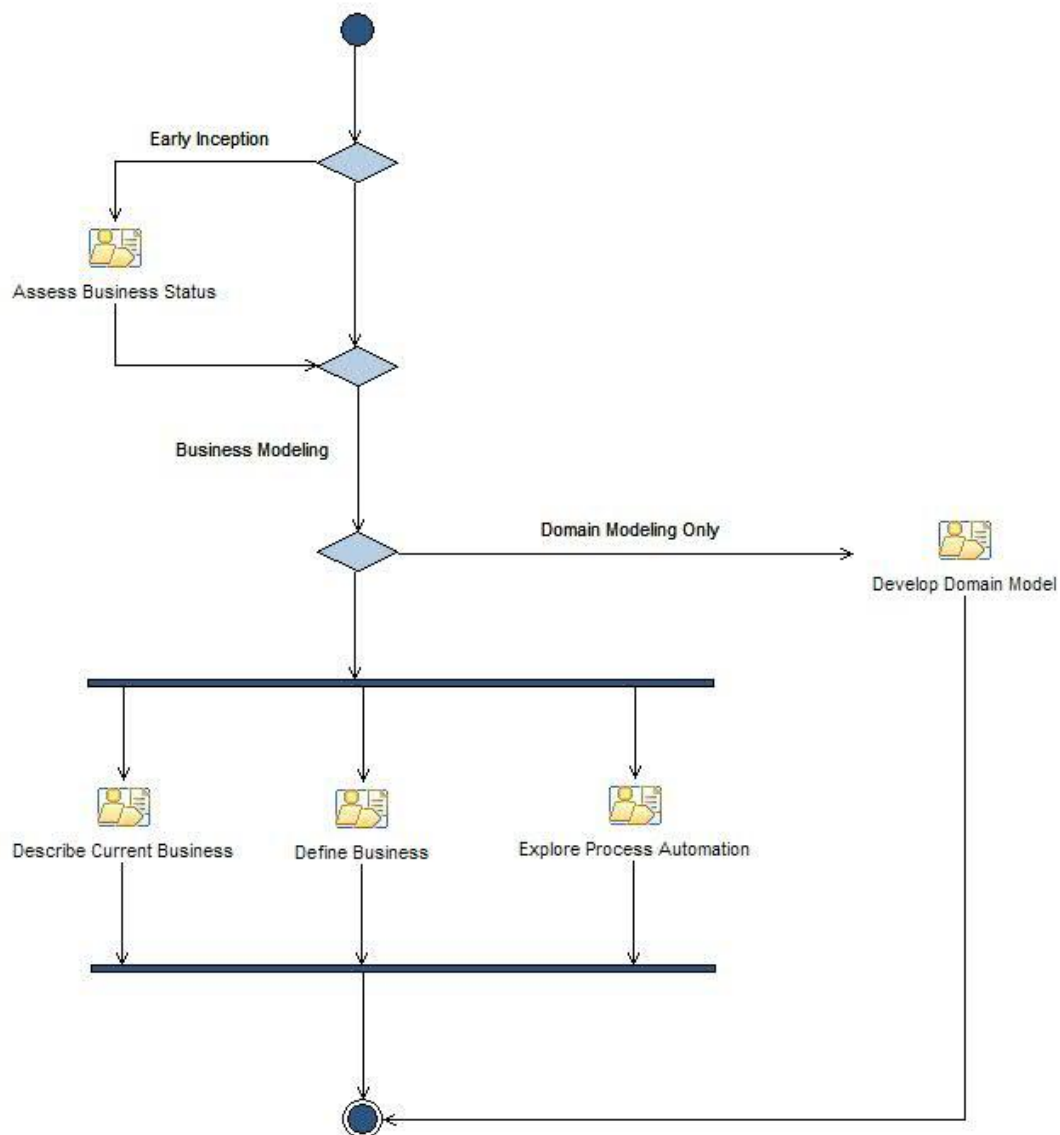 Early Inception
Assess Business Status
Business Modeling
Domain Modeling Only
Develop Domain Model
Describe Current Business
Define Business
Explore Process Automation